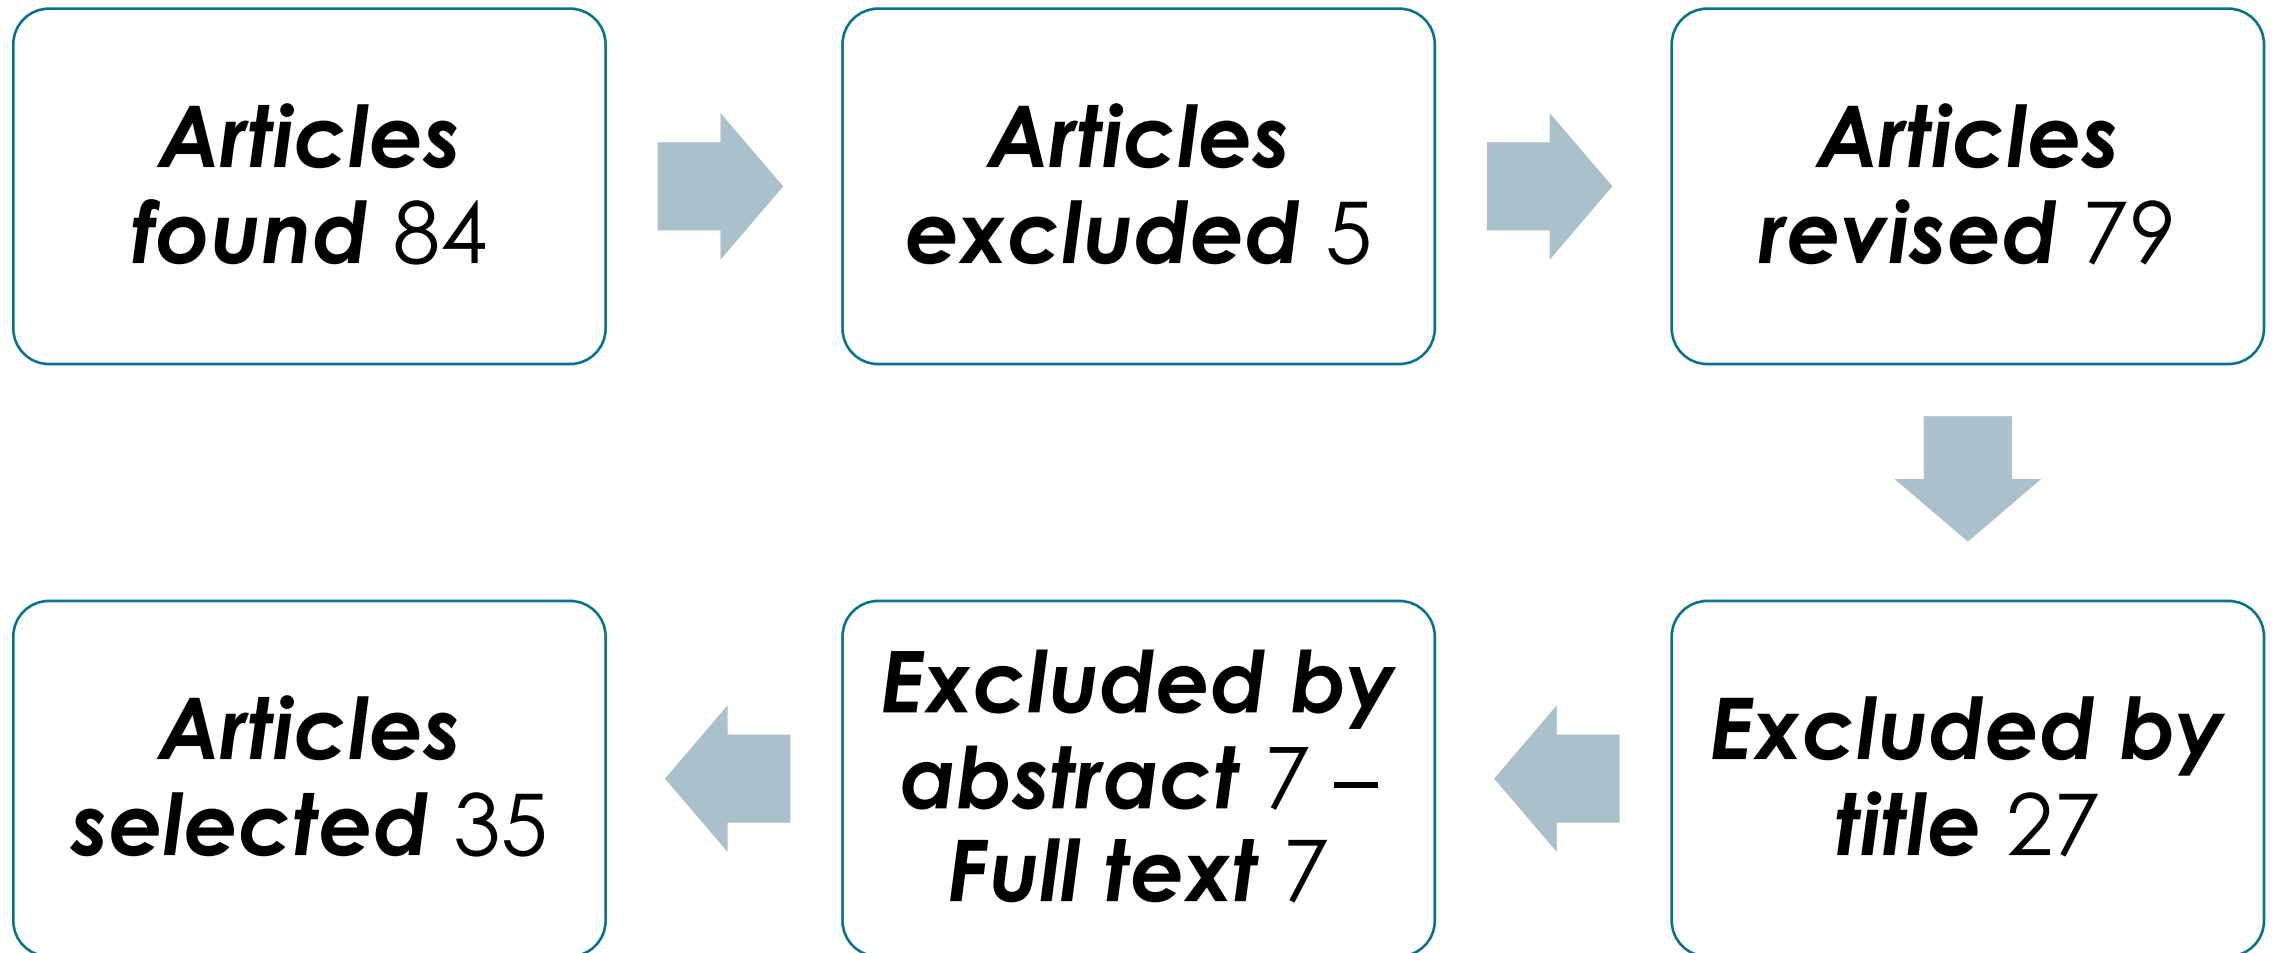 Articles
found 84
Articles
excluded 5
Articles
revised 79
Excluded by
title 27
Excluded by
abstract 7 –
Full text 7
Articles
selected 35